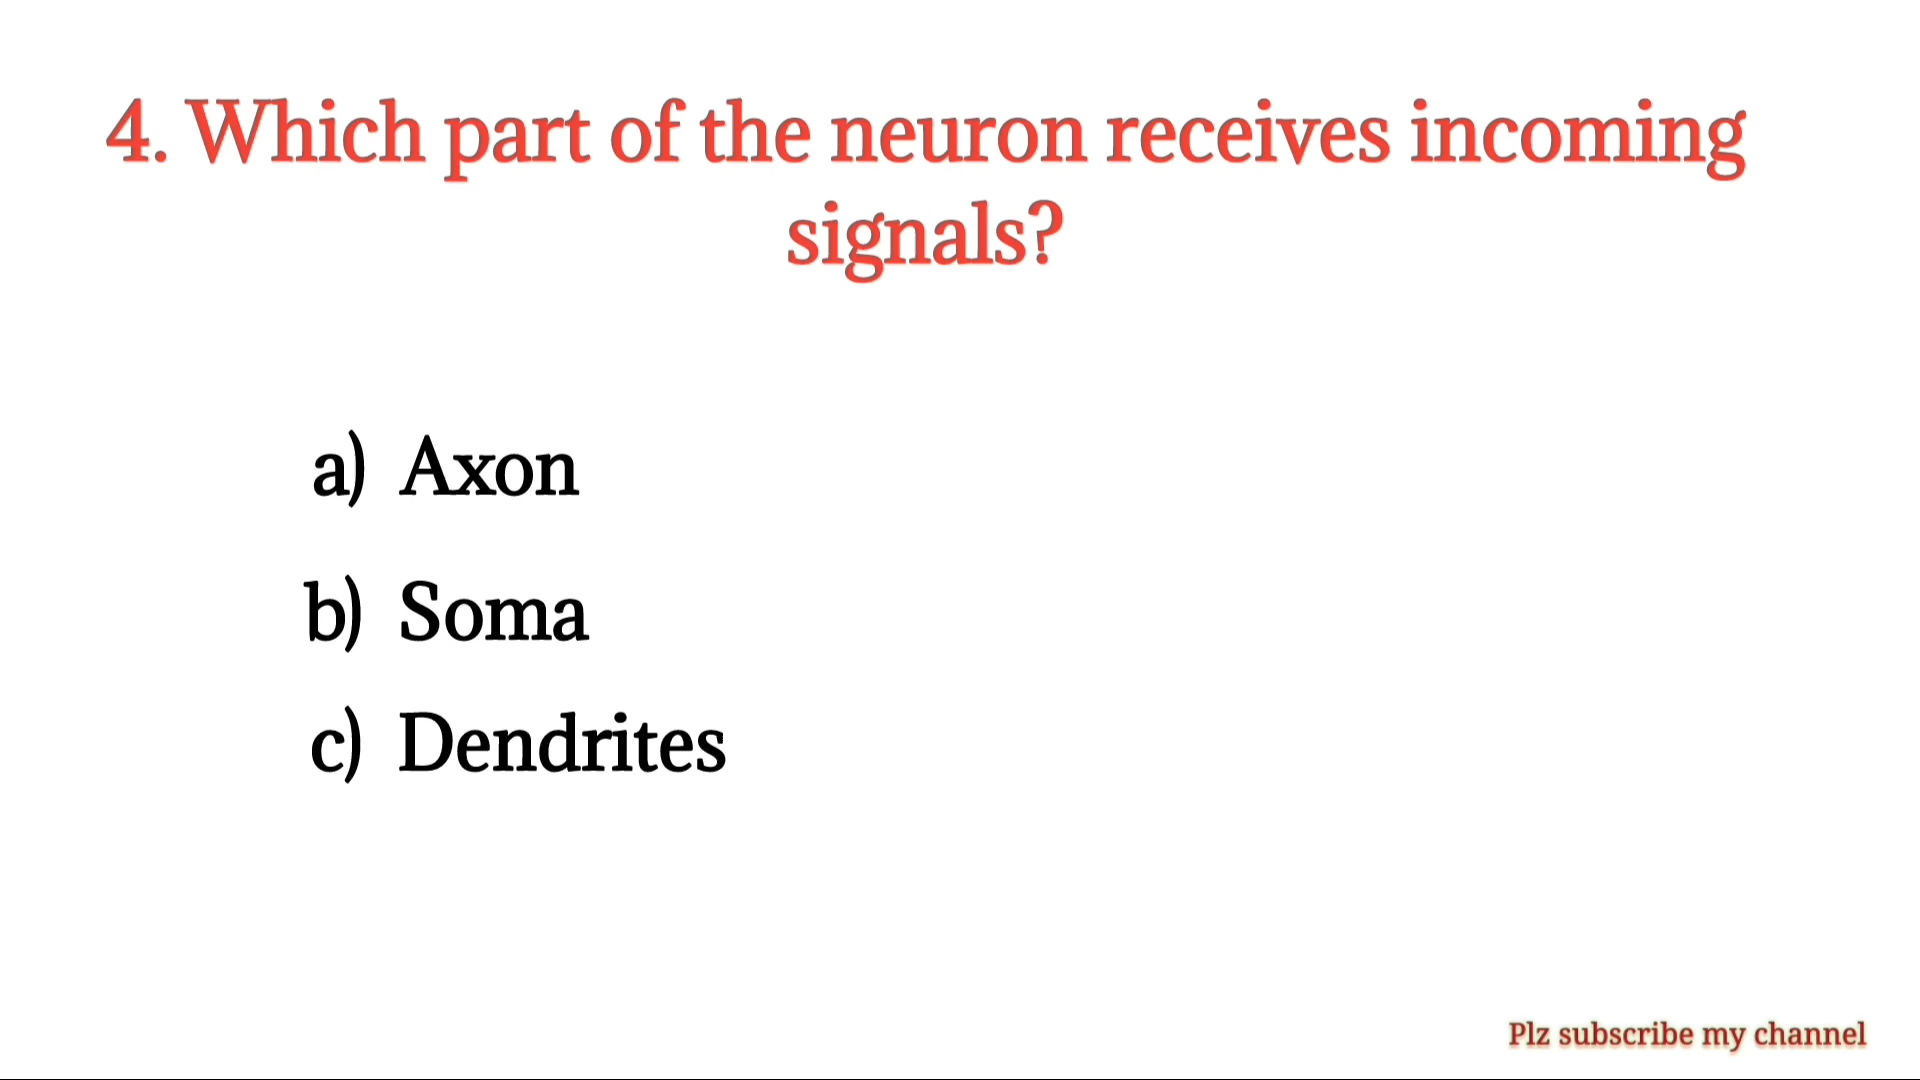 4. Which part of the neuron receives incoming
signals?
a) Axon
b) Soma
c) Dendrites
Plz subscribe my channel